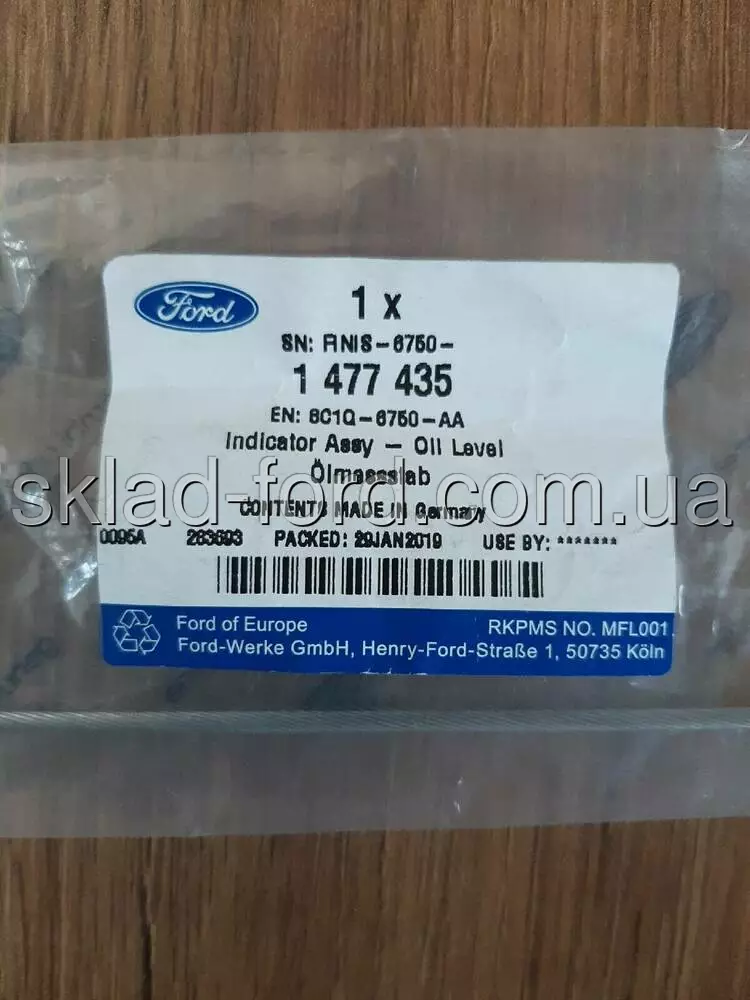 Ford
1 x
SN: FINIS-6750-
1 477 435
EN: 6C1Q-6750-AA
Indicator Assy - Oil Level
Ölmessstab
CONTENTS MADE IN Germany
sklad-ford.com.ua
0095A 283693 PACKED: 29JAN2019 USE BY: *******
Ford of Europe RKPMS NO. MFL001
Ford-Werke GmbH, Henry-Ford-Straße 1, 50735 Köln